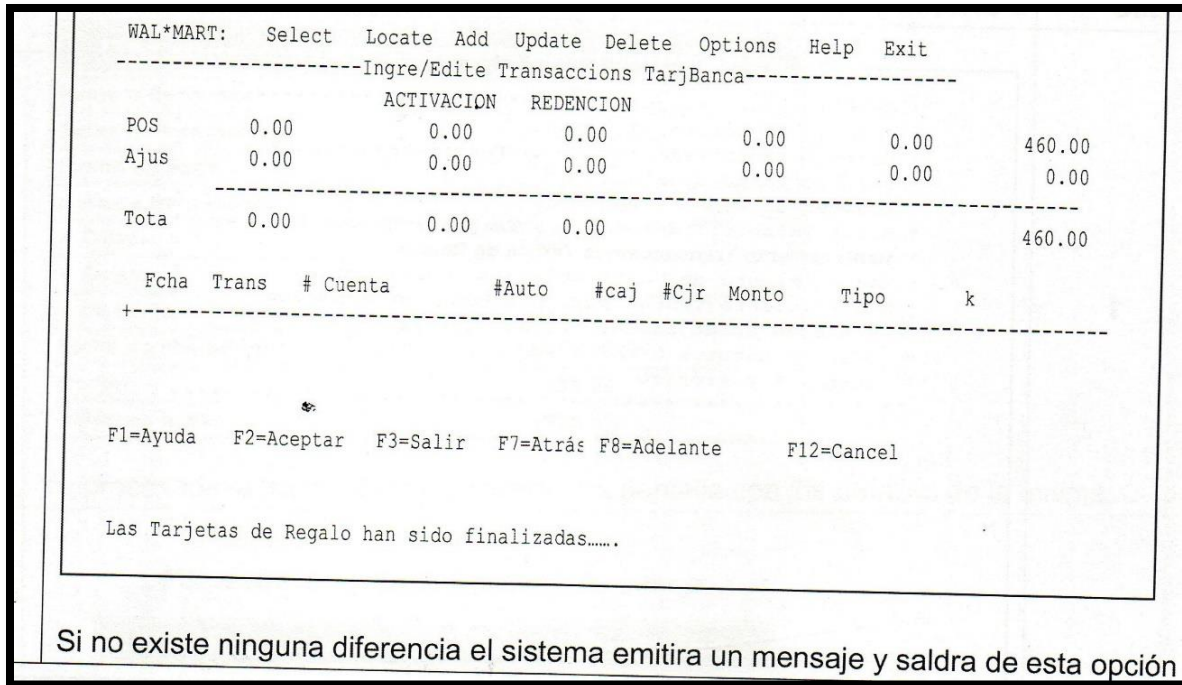 WAL*MART: Select Locate Add Update Delete Options Help Exit
----------------------Ingre/Edite Transaccions TarjBanca-------------------
ACTIVACION REDENCION
POS 0.00 0.00 0.00 0.00 0.00 460.00
Ajus 0.00 0.00 0.00 0.00 0.00 0.00
Tota 0.00 0.00 0.00 460.00
Fcha Trans # Cuenta #Auto #caj #Cjr Monto Tipo k
+----------------------------------------------------------------------
F1=Ayuda F2=Aceptar F3=Salir F7=Atrás F8=Adelante F12=Cancel
Las Tarjetas de Regalo han sido finalizadas…….
Si no existe ninguna diferencia el sistema emitira un mensaje y saldra de esta opción